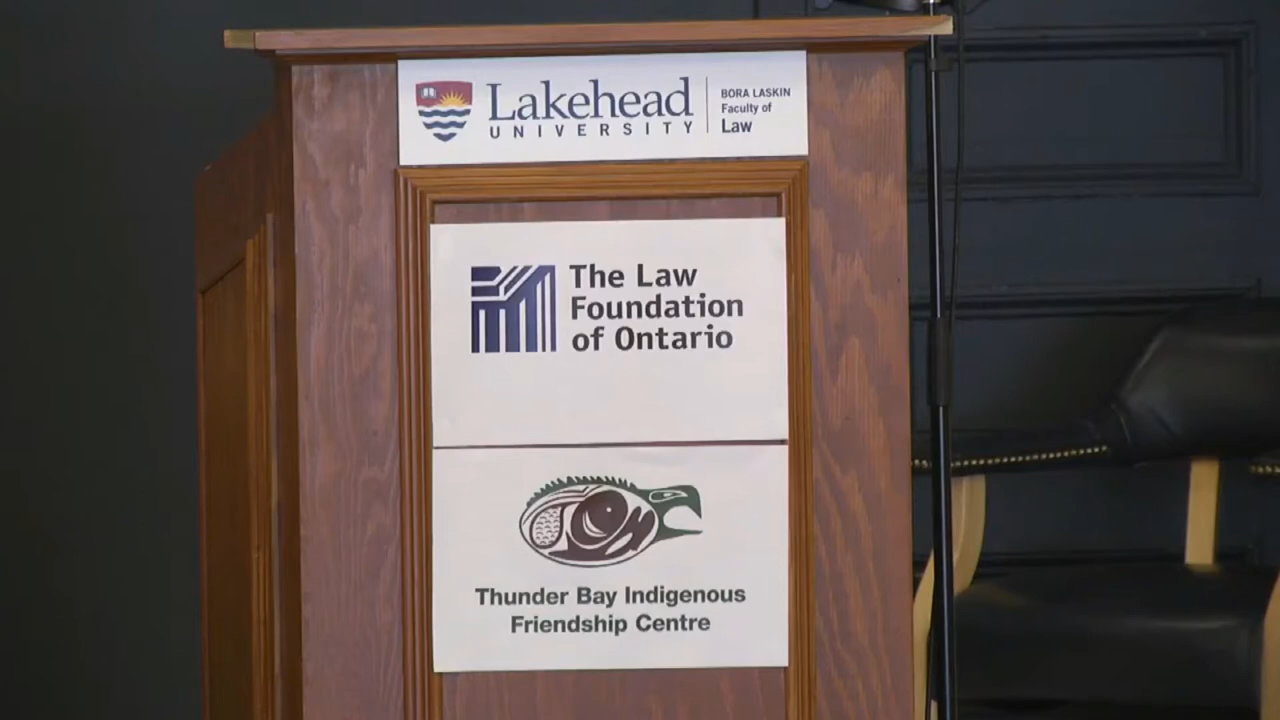 Lakehead
UNIVERSITY
BORA LASKIN
Faculty of
Law
The Law
Foundation
of Ontario
Thunder Bay Indigenous
Friendship Centre